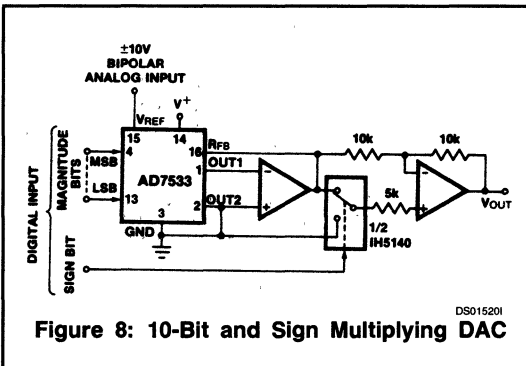 ±10V
BIPOLAR
ANALOG INPUT
VREF
V+
15
14
16
RFB
10k
10k
MSB
4
OUT1
1
AD7533
5k
LSB
13
2
OUT2
VOUT
3
GND
1/2
IH5140
DIGITAL INPUT
MAGNITUDE
BITS
SIGN BIT
DS01520I
Figure 8: 10-Bit and Sign Multiplying DAC